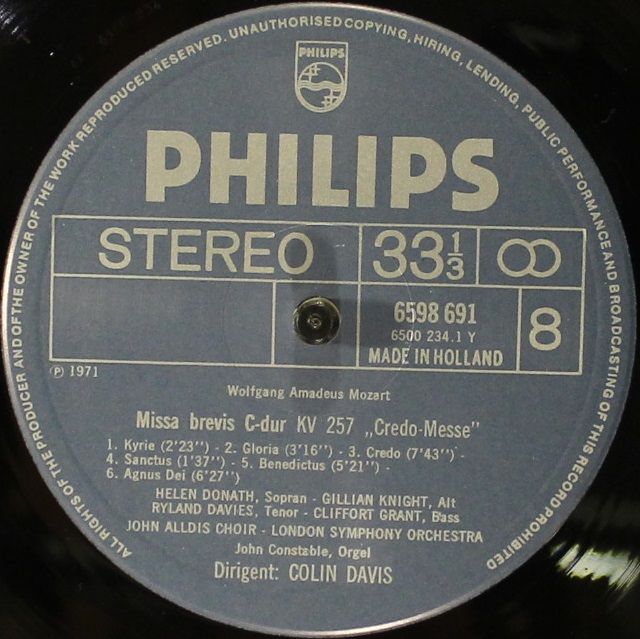 ALL RIGHTS OF THE PRODUCER AND OF THE OWNER OF THE WORK REPRODUCED RESERVED. UNAUTHORISED COPYING, HIRING, LENDING, PUBLIC PERFORMANCE AND BROADCASTING OF THIS RECORD PROHIBITED
PHILIPS
PHILIPS
STEREO 33 1/3
6598 691
6500 234.1 Y
MADE IN HOLLAND
8
Ⓟ 1971
Wolfgang Amadeus Mozart
Missa brevis C-dur KV 257 „Credo-Messe”
1. Kyrie (2'23'') - 2. Gloria (3'16'') - 3. Credo (7'43'') -
4. Sanctus (1'37'') - 5. Benedictus (5'21'') -
6. Agnus Dei (6'27'')
HELEN DONATH, Sopran - GILLIAN KNIGHT, Alt
RYLAND DAVIES, Tenor - CLIFFORT GRANT, Bass
JOHN ALLDIS CHOIR - LONDON SYMPHONY ORCHESTRA
John Constable, Orgel
Dirigent: COLIN DAVIS